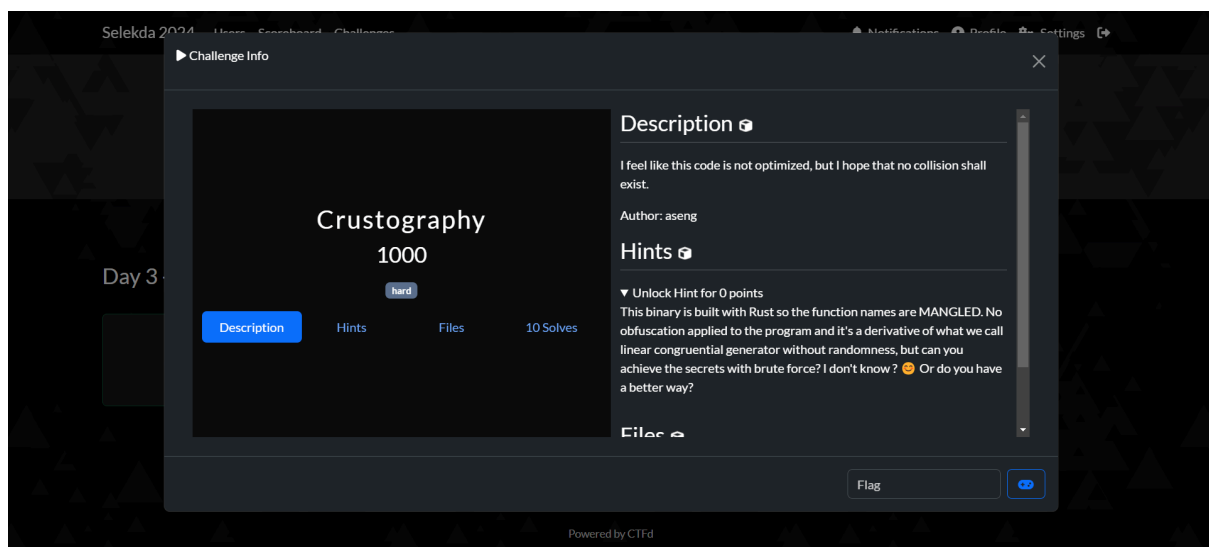 Selekda 2024 Users Scoreboard Challenges Notifications Profile Settings
Challenge Info
Crustography
1000
hard
Description Hints Files 10 Solves
Description
I feel like this code is not optimized, but I hope that no collision shall
exist.
Author: aseng
Hints
Unlock Hint for 0 points
This binary is built with Rust so the function names are MANGLED. No
obfuscation applied to the program and it's a derivative of what we call
linear congruential generator without randomness, but can you
achieve the secrets with brute force? I don't know ? 😊 Or do you have
a better way?
Files
Day 3 -
Flag
Powered by CTFd